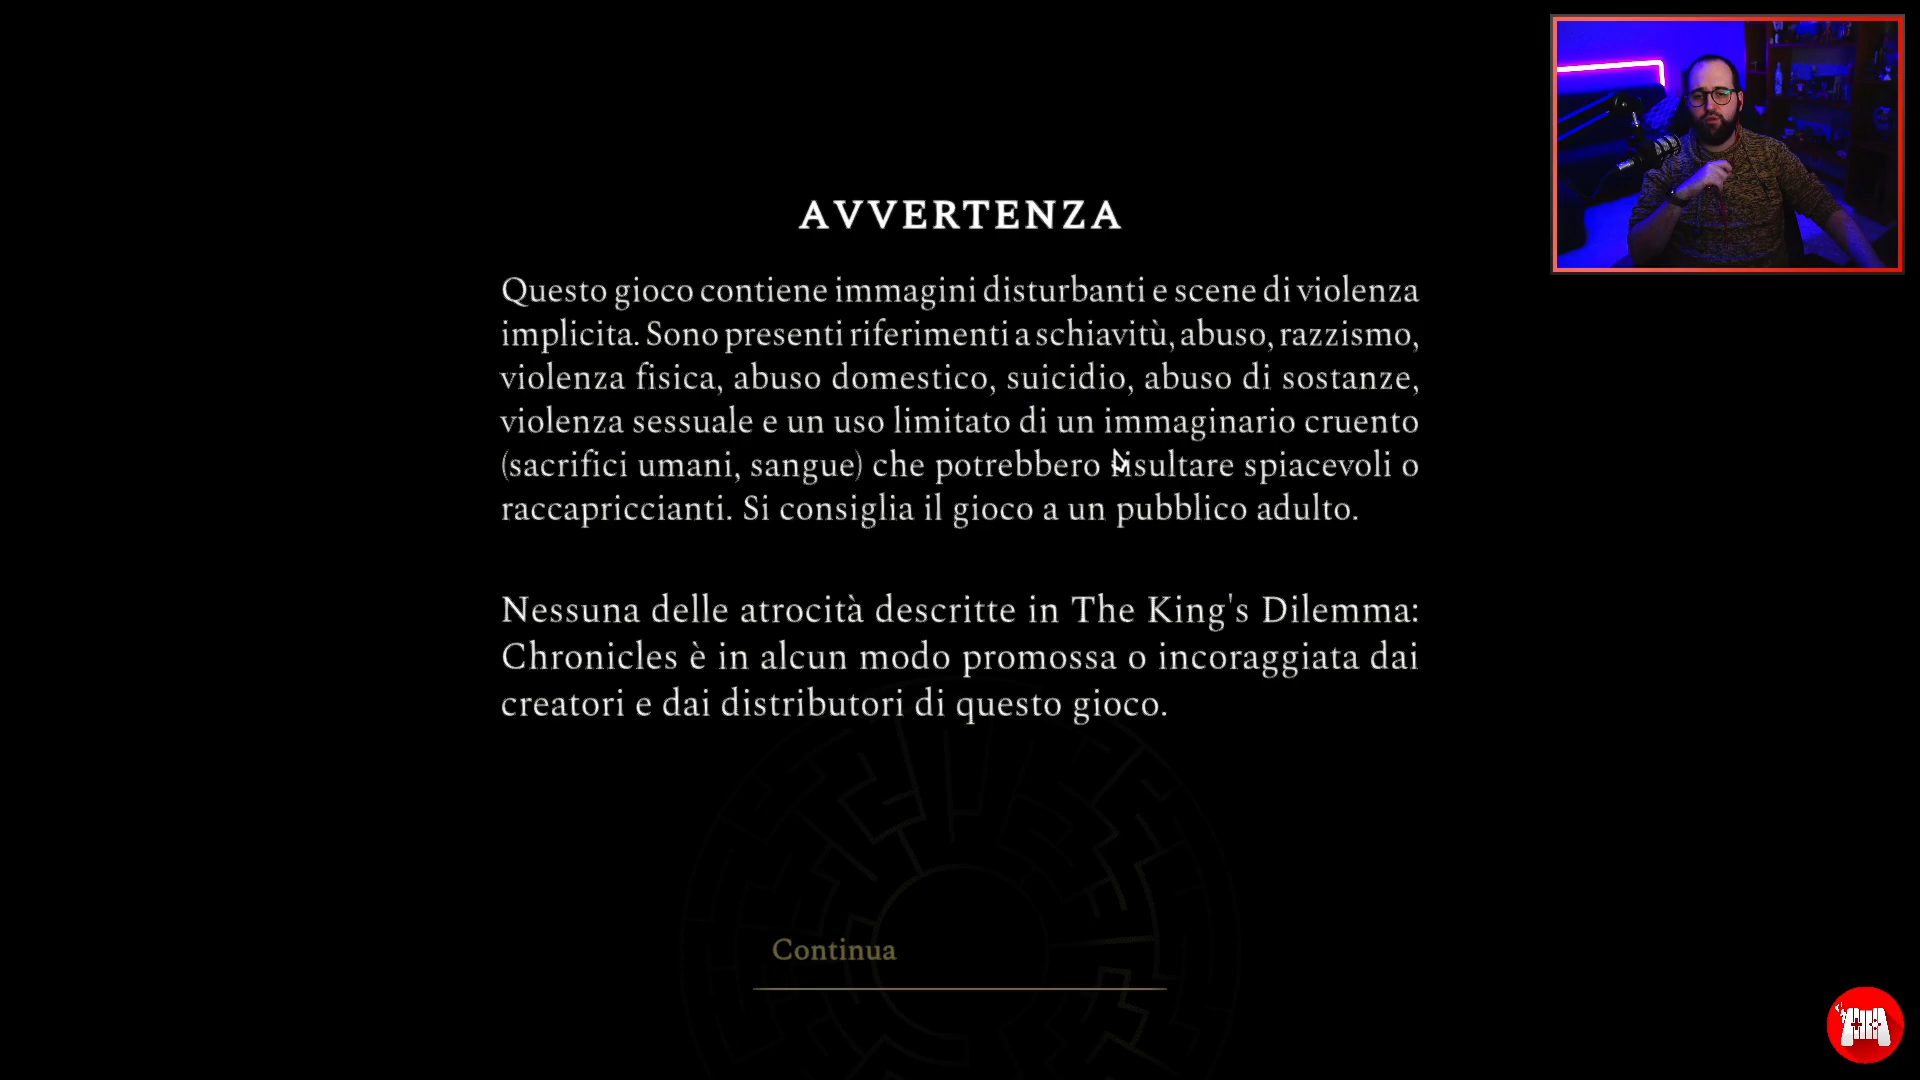 AVVERTENZA
Questo gioco contiene immagini disturbanti e scene di violenza
implicita. Sono presenti riferimenti a schiavitù, abuso, razzismo,
violenza fisica, abuso domestico, suicidio, abuso di sostanze,
violenza sessuale e un uso limitato di un immaginario cruento
(sacrifici umani, sangue) che potrebbero risultare spiacevoli o
raccapriccianti. Si consiglia il gioco a un pubblico adulto.
Nessuna delle atrocità descritte in The King's Dilemma:
Chronicles è in alcun modo promossa o incoraggiata dai
creatori e dai distributori di questo gioco.
Continua